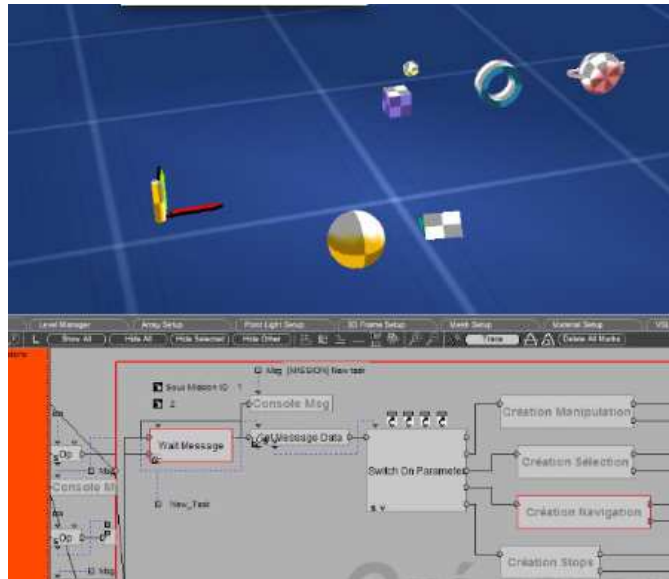 Level Manager
Array Setup
Point Light Setup
3D Frame Setup
Mesh Setup
Material Setup
L
Show All
Hide All
Hide Selected
Hide Other
Trace
Delete All Marks
Msg [MISSION] New task
Sous Mission ID : 1
2
Console Msg
Op
Wait Message
Get Message Data
Switch On Parameter
Création Manipulation
Msg
Création Sélection
Console M
New_Task
Création Navigation
Op
Msg
Création Stops